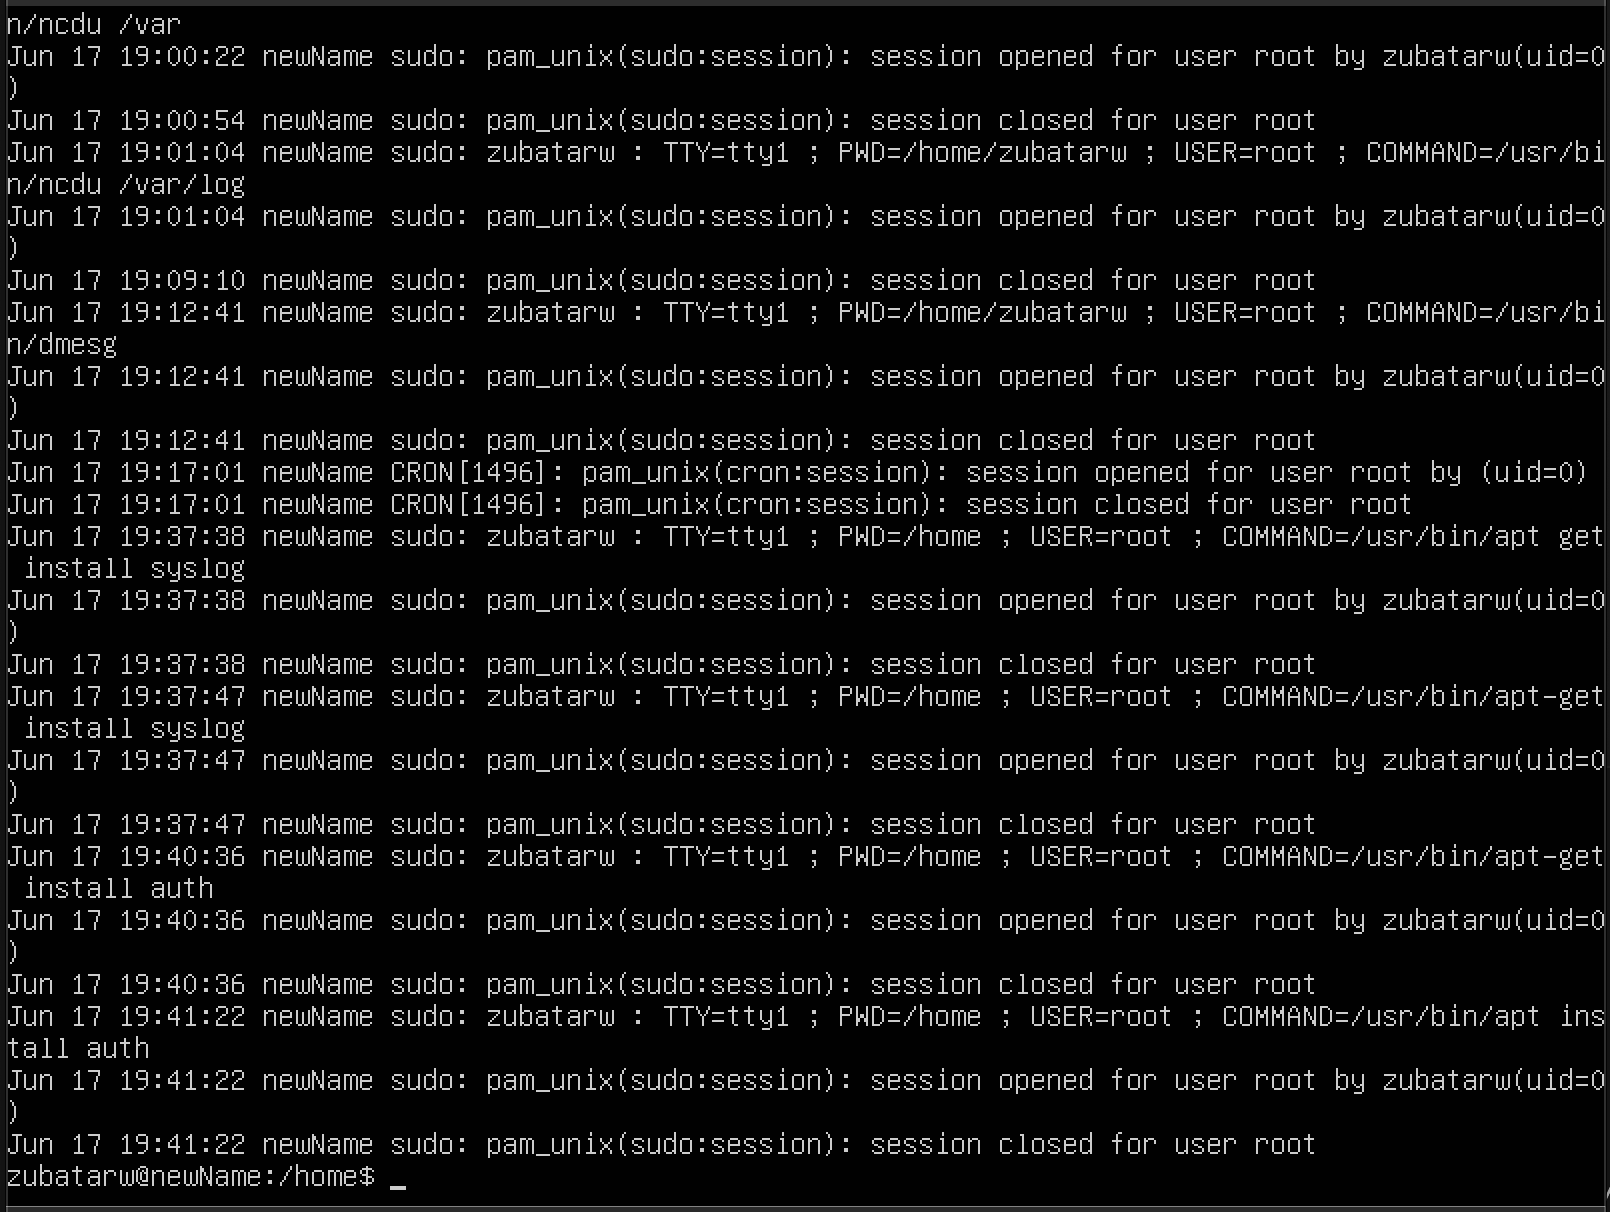 n/ncdu /var
Jun 17 19:00:22 newName sudo: pam_unix(sudo:session): session opened for user root by zubatarw(uid=0
)
Jun 17 19:00:54 newName sudo: pam_unix(sudo:session): session closed for user root
Jun 17 19:01:04 newName sudo: zubatarw : TTY=tty1 ; PWD=/home/zubatarw ; USER=root ; COMMAND=/usr/bi
n/ncdu /var/log
Jun 17 19:01:04 newName sudo: pam_unix(sudo:session): session opened for user root by zubatarw(uid=0
)
Jun 17 19:09:10 newName sudo: pam_unix(sudo:session): session closed for user root
Jun 17 19:12:41 newName sudo: zubatarw : TTY=tty1 ; PWD=/home/zubatarw ; USER=root ; COMMAND=/usr/bi
n/dmesg
Jun 17 19:12:41 newName sudo: pam_unix(sudo:session): session opened for user root by zubatarw(uid=0
)
Jun 17 19:12:41 newName sudo: pam_unix(sudo:session): session closed for user root
Jun 17 19:17:01 newName CRON[1496]: pam_unix(cron:session): session opened for user root by (uid=0)
Jun 17 19:17:01 newName CRON[1496]: pam_unix(cron:session): session closed for user root
Jun 17 19:37:38 newName sudo: zubatarw : TTY=tty1 ; PWD=/home ; USER=root ; COMMAND=/usr/bin/apt get
 install syslog
Jun 17 19:37:38 newName sudo: pam_unix(sudo:session): session opened for user root by zubatarw(uid=0
)
Jun 17 19:37:38 newName sudo: pam_unix(sudo:session): session closed for user root
Jun 17 19:37:47 newName sudo: zubatarw : TTY=tty1 ; PWD=/home ; USER=root ; COMMAND=/usr/bin/apt-get
 install syslog
Jun 17 19:37:47 newName sudo: pam_unix(sudo:session): session opened for user root by zubatarw(uid=0
)
Jun 17 19:37:47 newName sudo: pam_unix(sudo:session): session closed for user root
Jun 17 19:40:36 newName sudo: zubatarw : TTY=tty1 ; PWD=/home ; USER=root ; COMMAND=/usr/bin/apt-get
 install auth
Jun 17 19:40:36 newName sudo: pam_unix(sudo:session): session opened for user root by zubatarw(uid=0
)
Jun 17 19:40:36 newName sudo: pam_unix(sudo:session): session closed for user root
Jun 17 19:41:22 newName sudo: zubatarw : TTY=tty1 ; PWD=/home ; USER=root ; COMMAND=/usr/bin/apt ins
tall auth
Jun 17 19:41:22 newName sudo: pam_unix(sudo:session): session opened for user root by zubatarw(uid=0
)
Jun 17 19:41:22 newName sudo: pam_unix(sudo:session): session closed for user root
zubatarw@newName:/home$ _